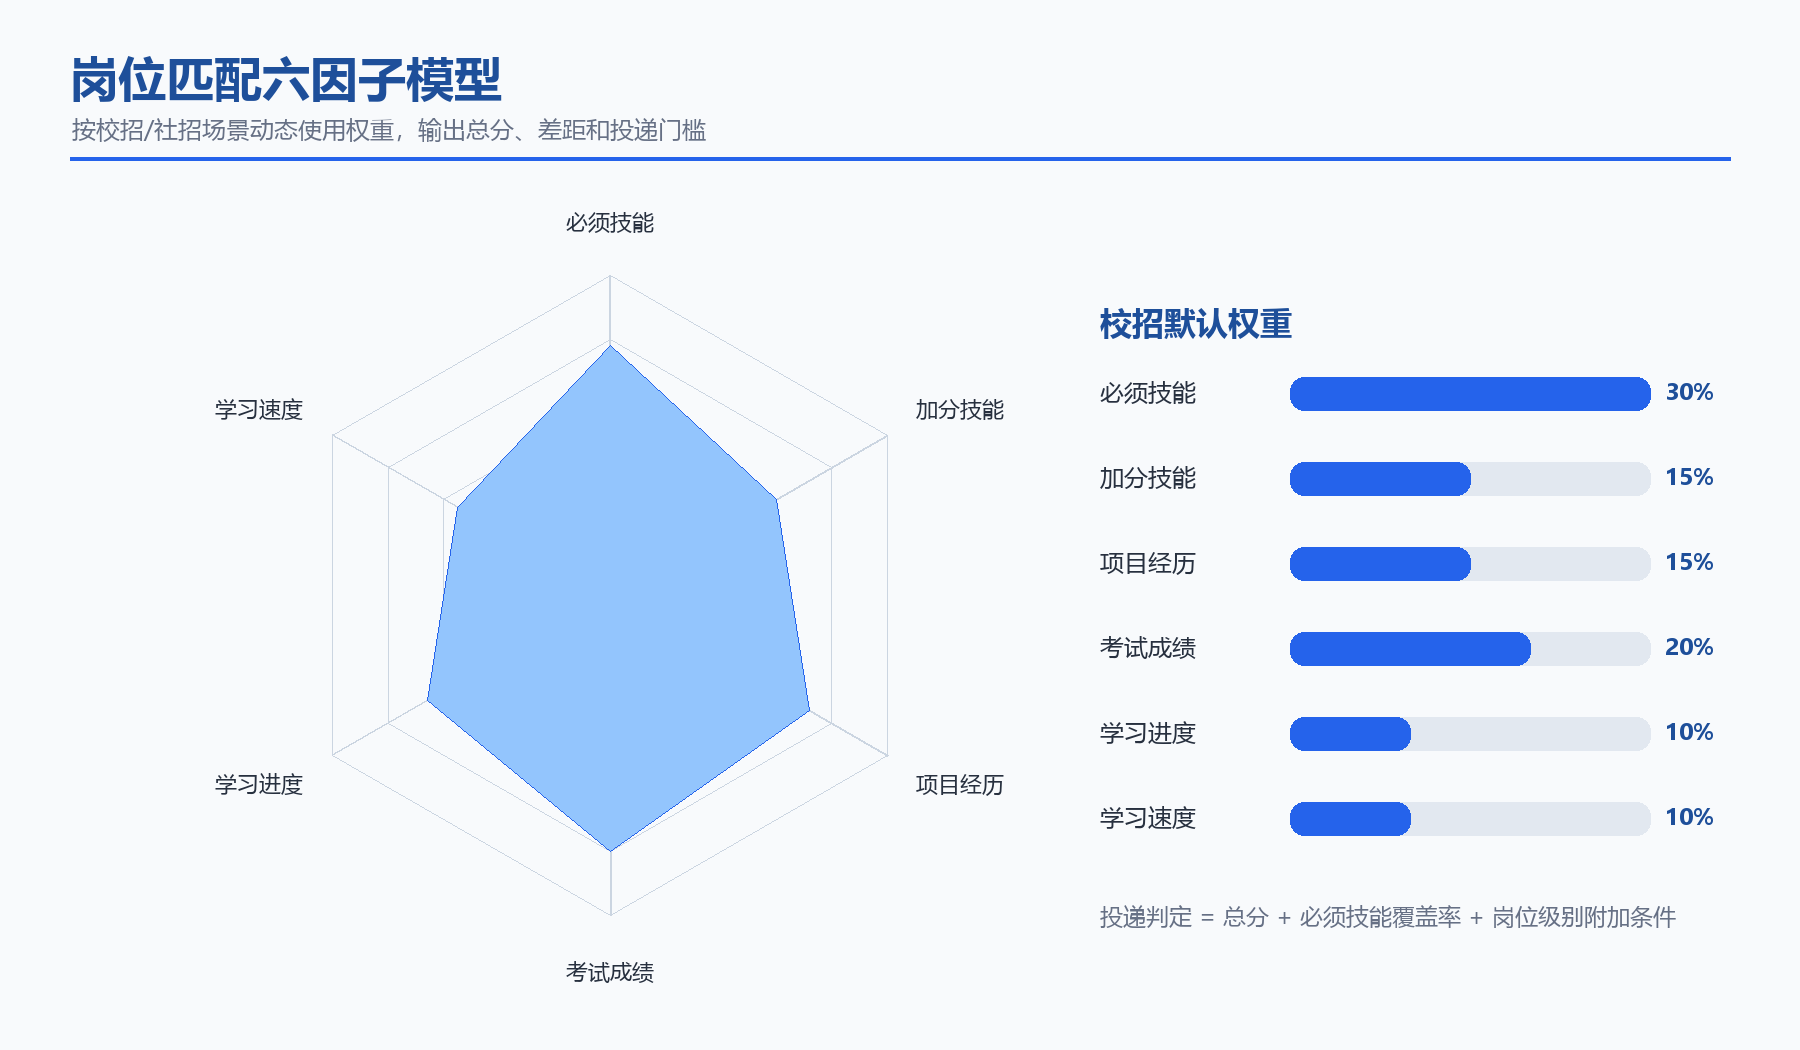 岗位匹配六因子模型
按校招/社招场景动态使用权重，输出总分、差距和投递门槛
必须技能
加分技能
项目经历
考试成绩
学习进度
学习速度
校招默认权重
必须技能 30%
加分技能 15%
项目经历 15%
考试成绩 20%
学习进度 10%
学习速度 10%
投递判定 = 总分 + 必须技能覆盖率 + 岗位级别附加条件